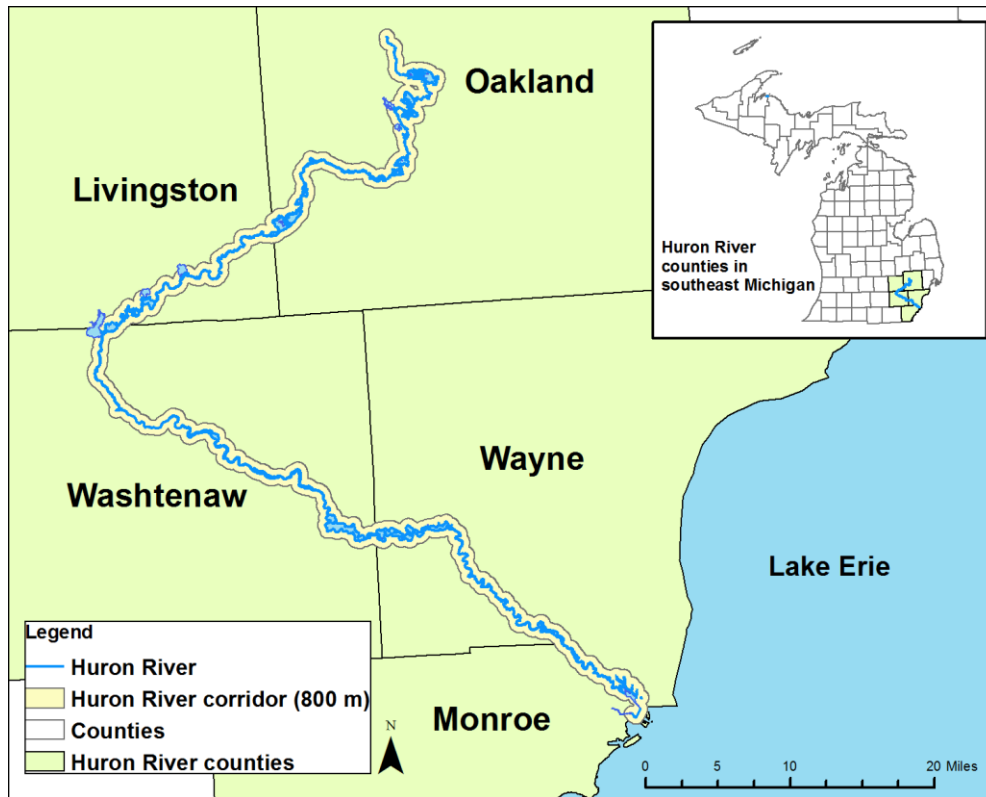 Oakland
Livingston
Huron River
counties in
southeast Michigan
Wayne
Washtenaw
Lake Erie
Monroe
Legend
Huron River
Huron River corridor (800 m)
Counties
Huron River counties
N
0 5 10 20 Miles